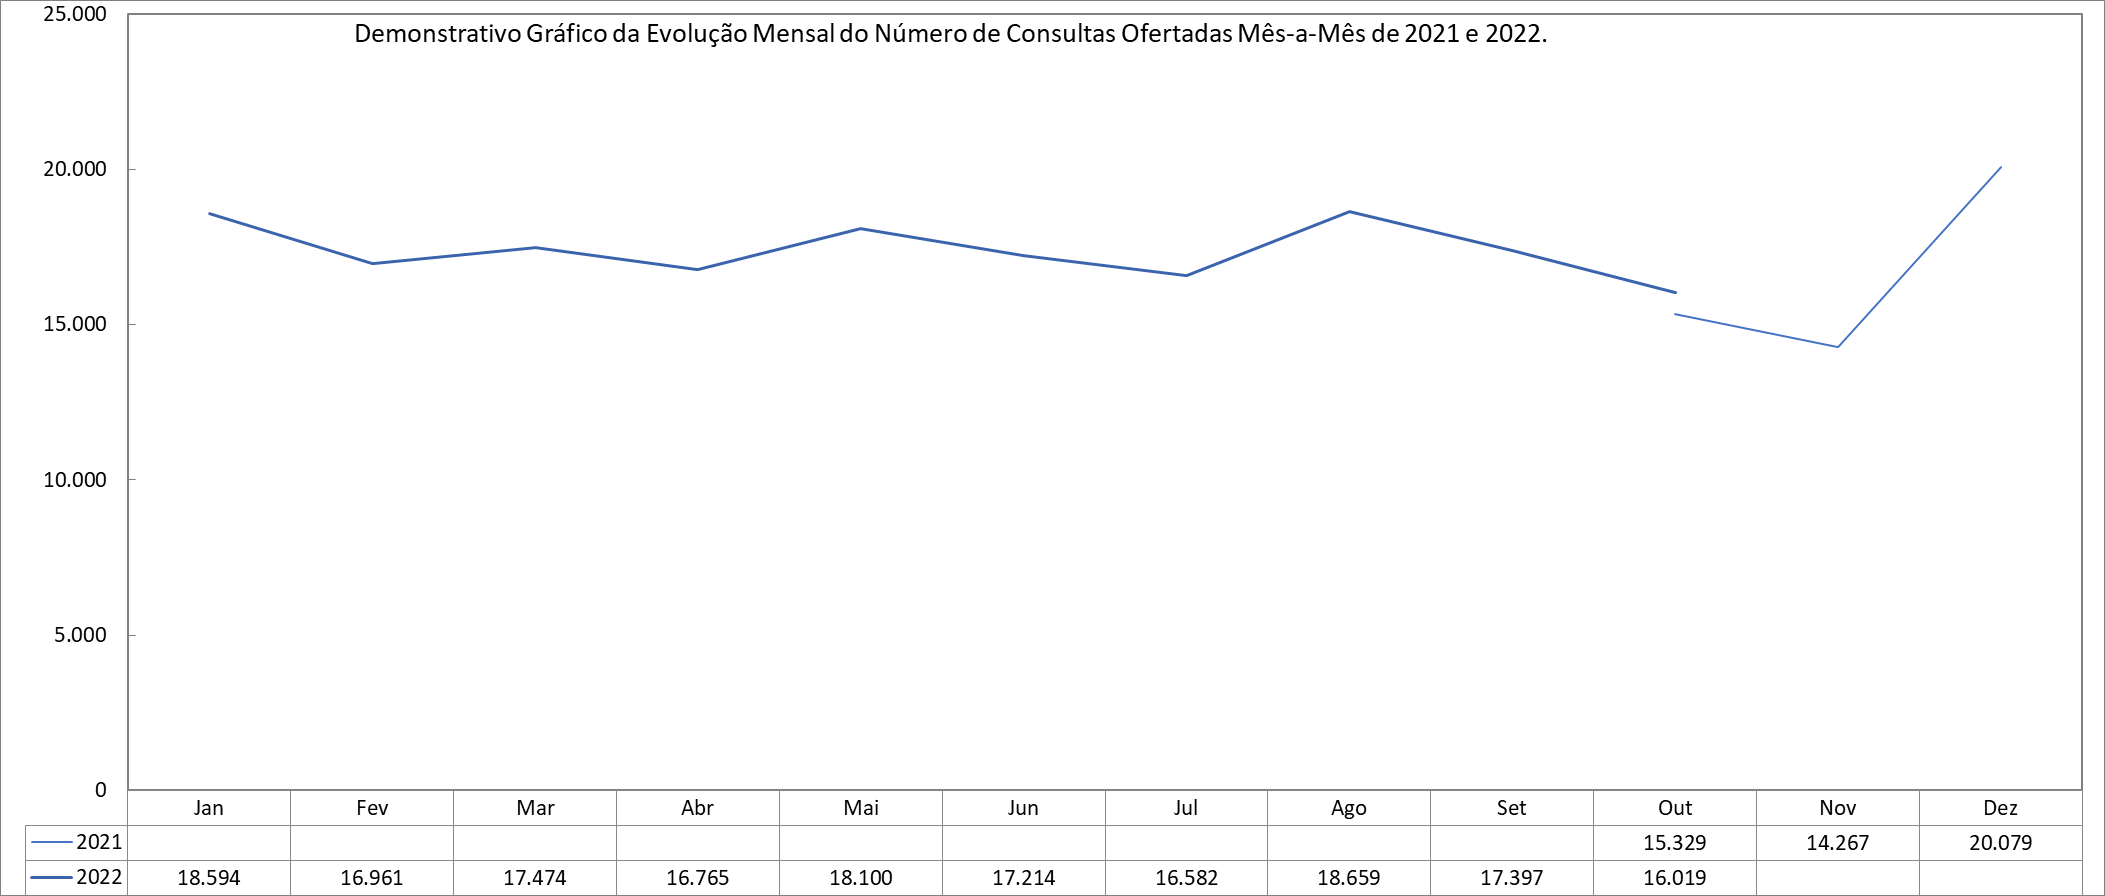 Demonstrativo Gráfico da Evolução Mensal do Número de Consultas Ofertadas Mês-a-Mês de 2021 e 2022.
25.000
20.000
15.000
10.000
5.000
0
Jan Fev Mar Abr Mai Jun Jul Ago Set Out Nov Dez
2021 15.329 14.267 20.079
2022 18.594 16.961 17.474 16.765 18.100 17.214 16.582 18.659 17.397 16.019